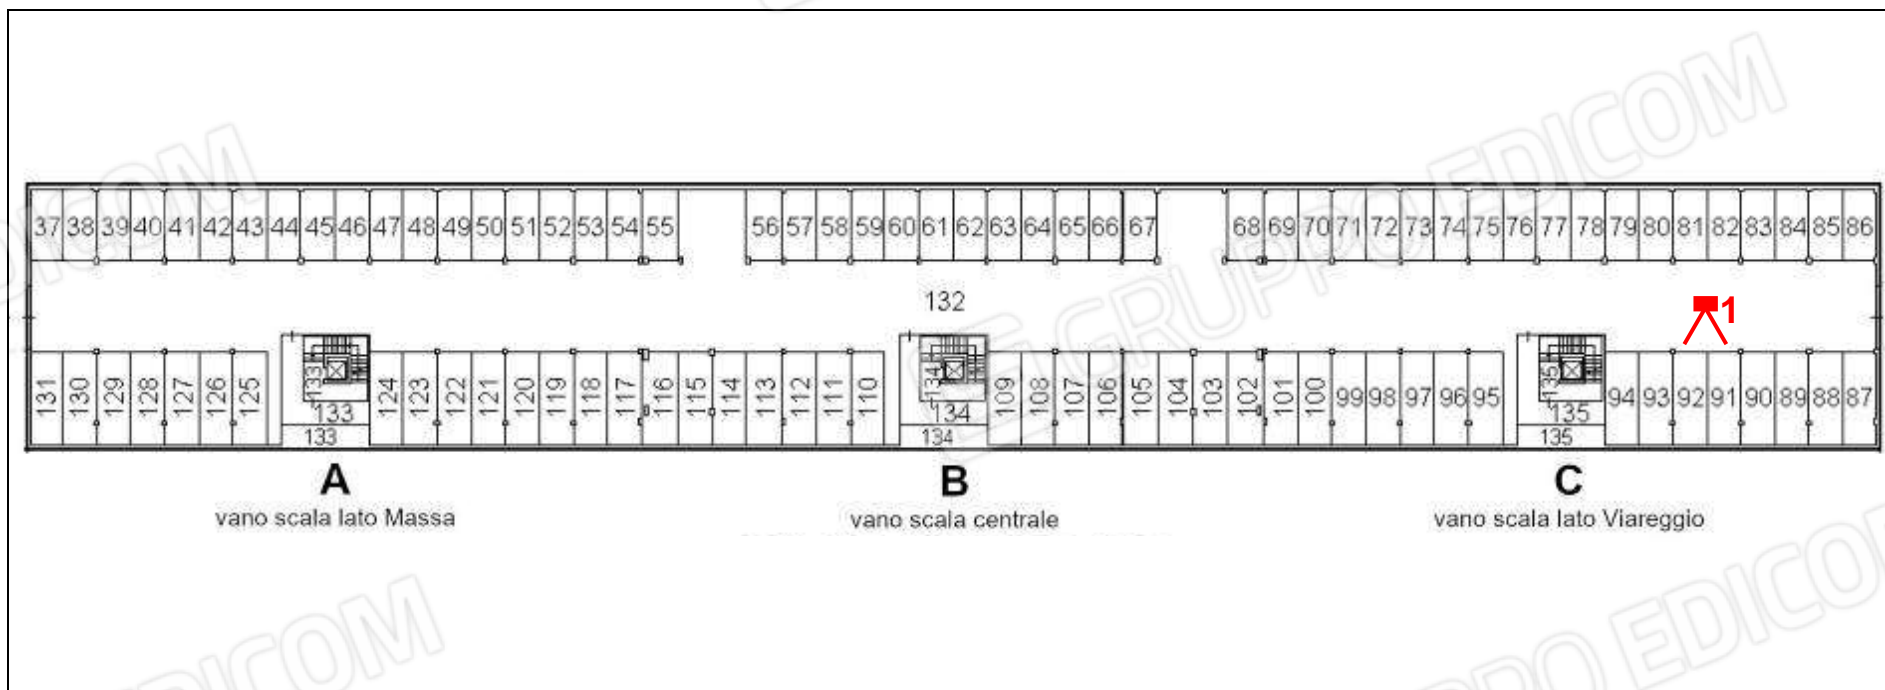 37 38 39 40 41 42 43 44 45 46 47 48 49 50 51 52 53 54 55 56 57 58 59 60 61 62 63 64 65 66 67 68 69 70 71 72 73 74 75 76 77 78 79 80 81 82 83 84 85 86
132
1
131 130 129 128 127 126 125 133 124 123 122 121 120 119 118 117 116 115 114 113 112 111 110 134 109 108 107 106 105 104 103 102 101 100 99 98 97 96 95 135 94 93 92 91 90 89 88 87
133 134 135
133 134 135
A B C
vano scala lato Massa vano scala centrale vano scala lato Viareggio
GRUPPO EDICOM